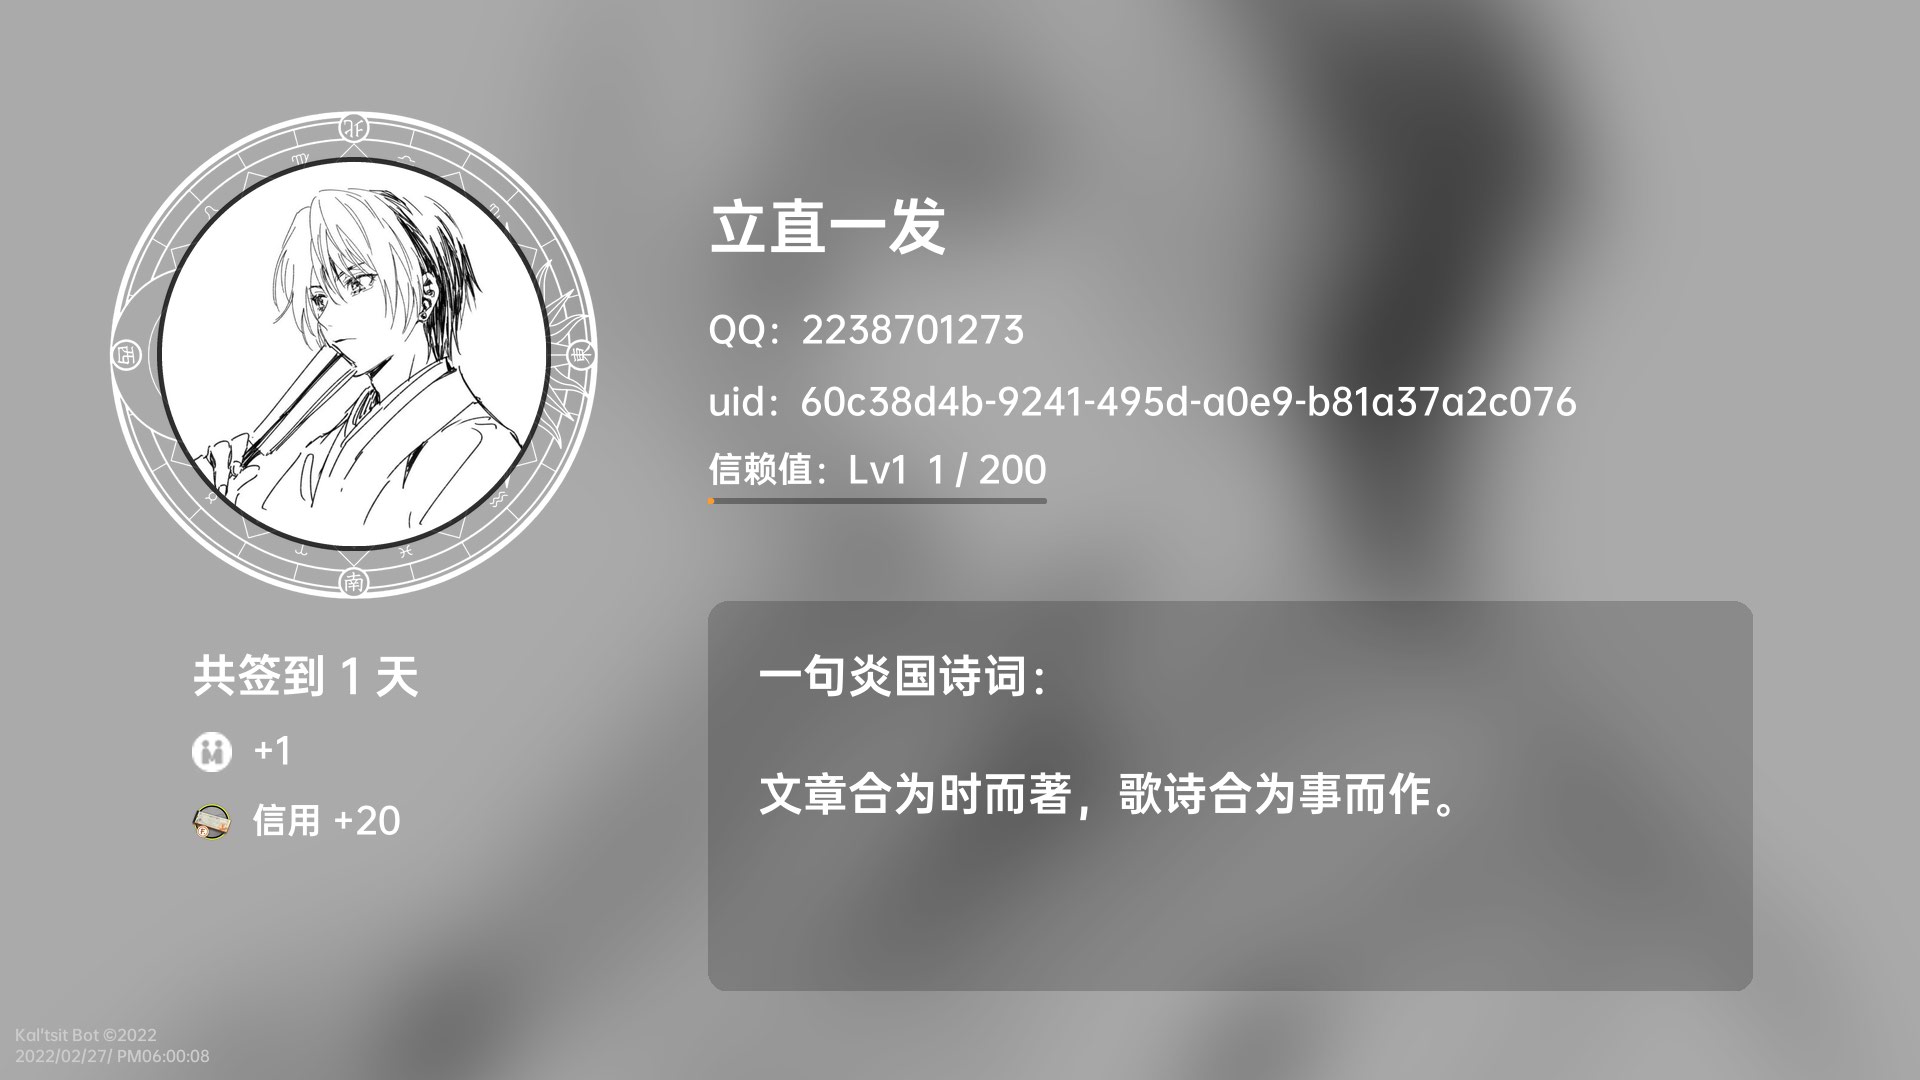 北
西
東
南
立直一发
QQ：2238701273
uid：60c38d4b-9241-495d-a0e9-b81a37a2c076
信赖值：Lv1 1 / 200
共签到 1 天
+1
信用 +20
一句炎国诗词：
文章合为时而著，歌诗合为事而作。
Kal'tsit Bot ©2022
2022/02/27/ PM06:00:08